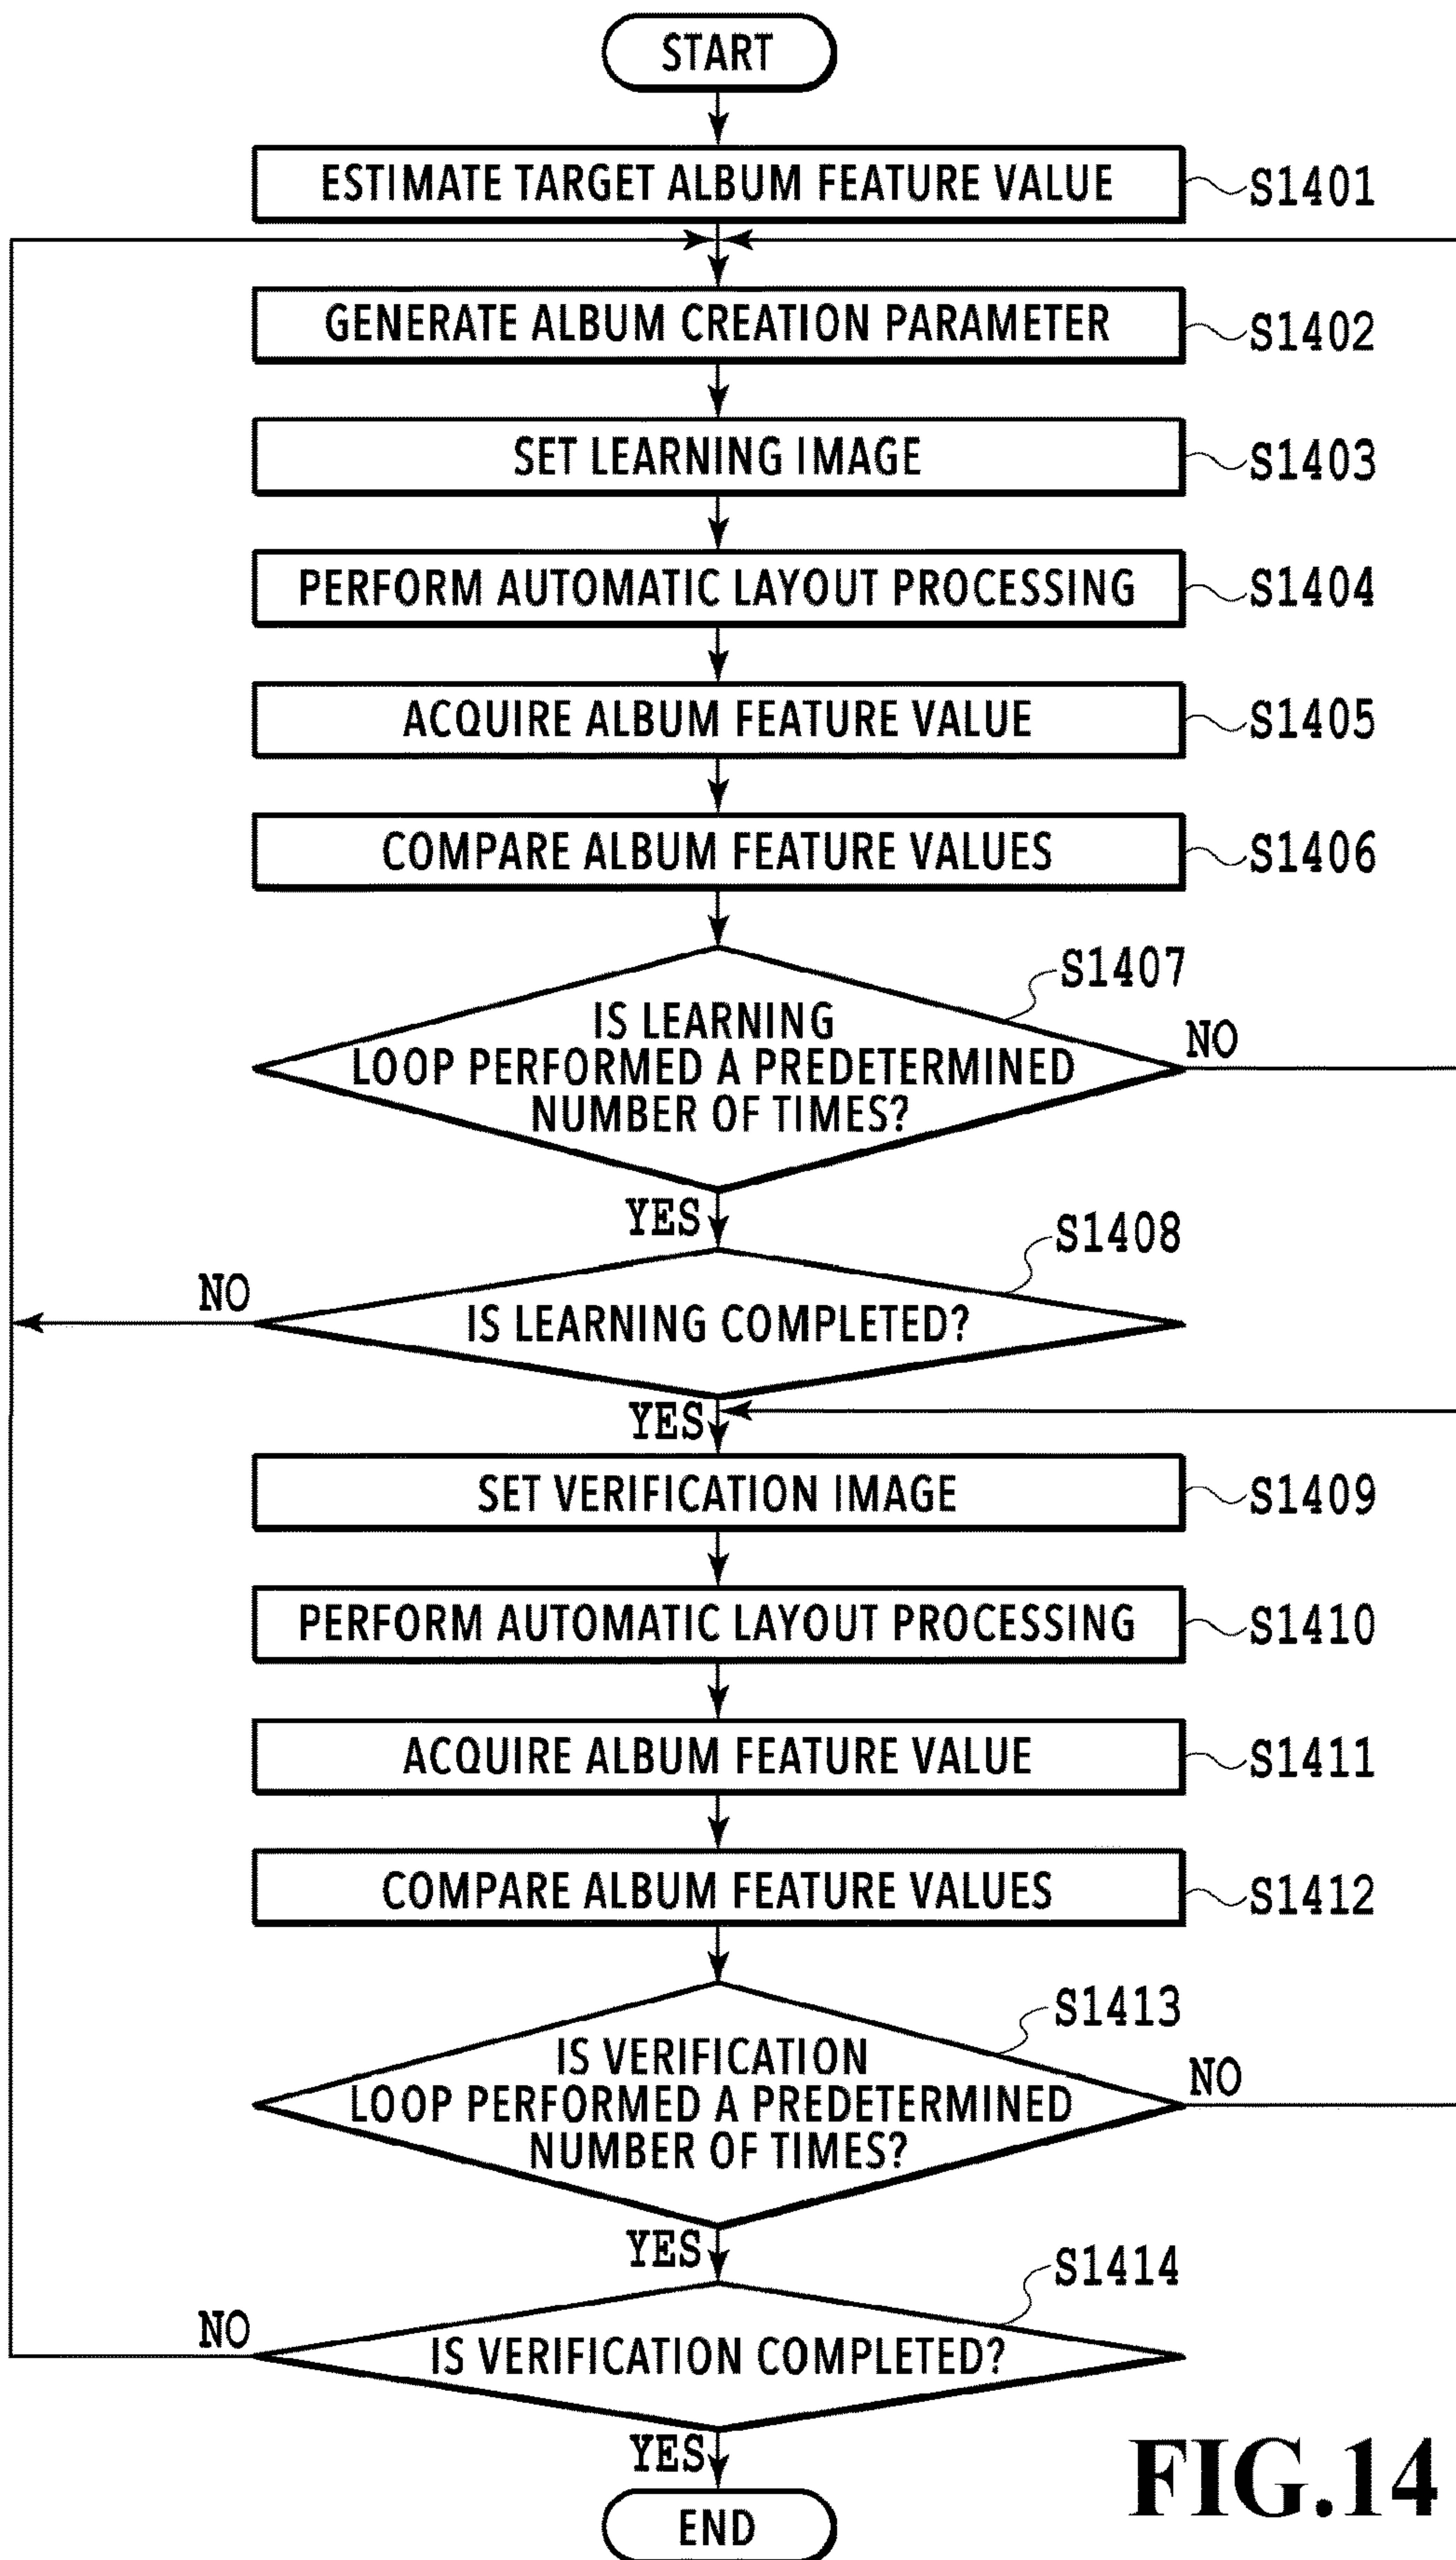 START
ESTIMATE TARGET ALBUM FEATURE VALUE
S1401
GENERATE ALBUM CREATION PARAMETER
S1402
SET LEARNING IMAGE
S1403
PERFORM AUTOMATIC LAYOUT PROCESSING
S1404
ACQUIRE ALBUM FEATURE VALUE
S1405
COMPARE ALBUM FEATURE VALUES
S1406
S1407
IS LEARNING
LOOP PERFORMED A PREDETERMINED
NUMBER OF TIMES?
NO
YES
S1408
NO
IS LEARNING COMPLETED?
YES
SET VERIFICATION IMAGE
S1409
PERFORM AUTOMATIC LAYOUT PROCESSING
S1410
ACQUIRE ALBUM FEATURE VALUE
S1411
COMPARE ALBUM FEATURE VALUES
S1412
S1413
IS VERIFICATION
LOOP PERFORMED A PREDETERMINED
NUMBER OF TIMES?
NO
YES
S1414
NO
IS VERIFICATION COMPLETED?
YES
END
FIG.14